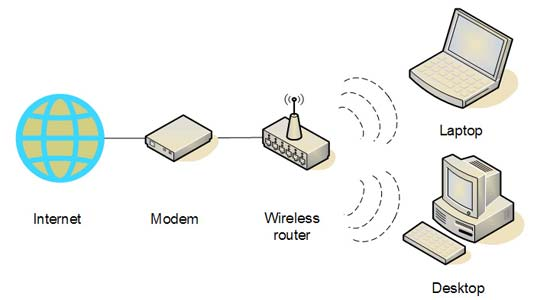 Laptop
Internet
Modem
Wireless
router
Desktop